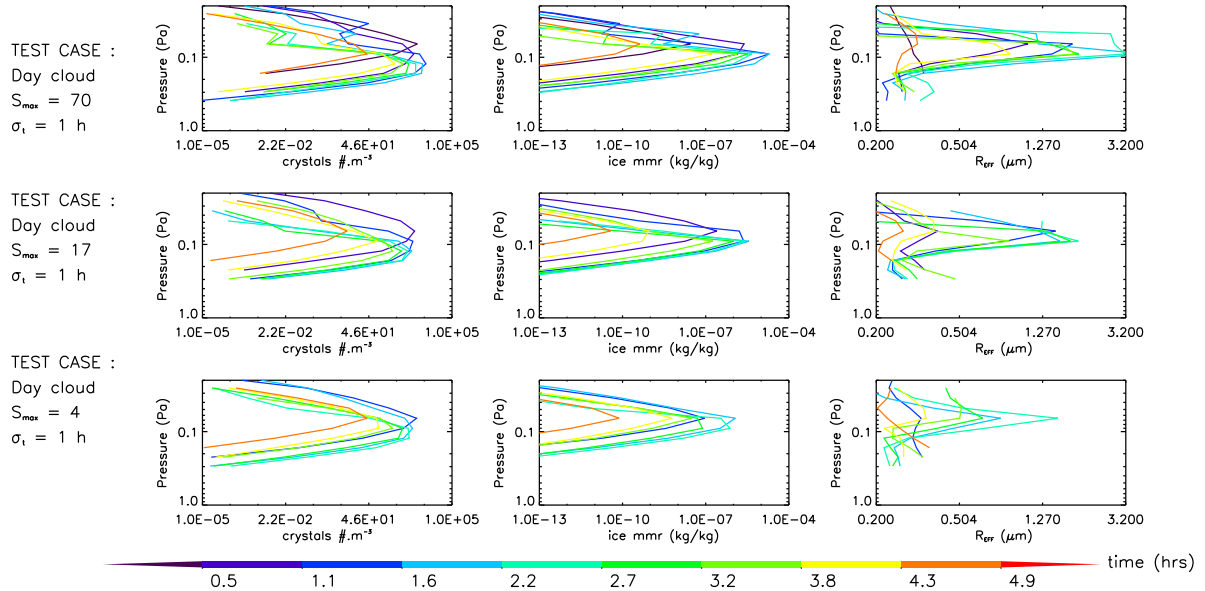 TEST CASE :
Day cloud
Smax = 70
σt = 1 h
Pressure (Pa)
0.1
1.0
1.0E-05 2.2E-02 4.6E+01 1.0E+05
crystals #.m⁻³
Pressure (Pa)
0.1
1.0
1.0E-13 1.0E-10 1.0E-07 1.0E-04
ice mmr (kg/kg)
Pressure (Pa)
0.1
1.0
0.200 0.504 1.270 3.200
REFF (μm)
TEST CASE :
Day cloud
Smax = 17
σt = 1 h
Pressure (Pa)
0.1
1.0
1.0E-05 2.2E-02 4.6E+01 1.0E+05
crystals #.m⁻³
Pressure (Pa)
0.1
1.0
1.0E-13 1.0E-10 1.0E-07 1.0E-04
ice mmr (kg/kg)
Pressure (Pa)
0.1
1.0
0.200 0.504 1.270 3.200
REFF (μm)
TEST CASE :
Day cloud
Smax = 4
σt = 1 h
Pressure (Pa)
0.1
1.0
1.0E-05 2.2E-02 4.6E+01 1.0E+05
crystals #.m⁻³
Pressure (Pa)
0.1
1.0
1.0E-13 1.0E-10 1.0E-07 1.0E-04
ice mmr (kg/kg)
Pressure (Pa)
0.1
1.0
0.200 0.504 1.270 3.200
REFF (μm)
time (hrs)
0.5 1.1 1.6 2.2 2.7 3.2 3.8 4.3 4.9